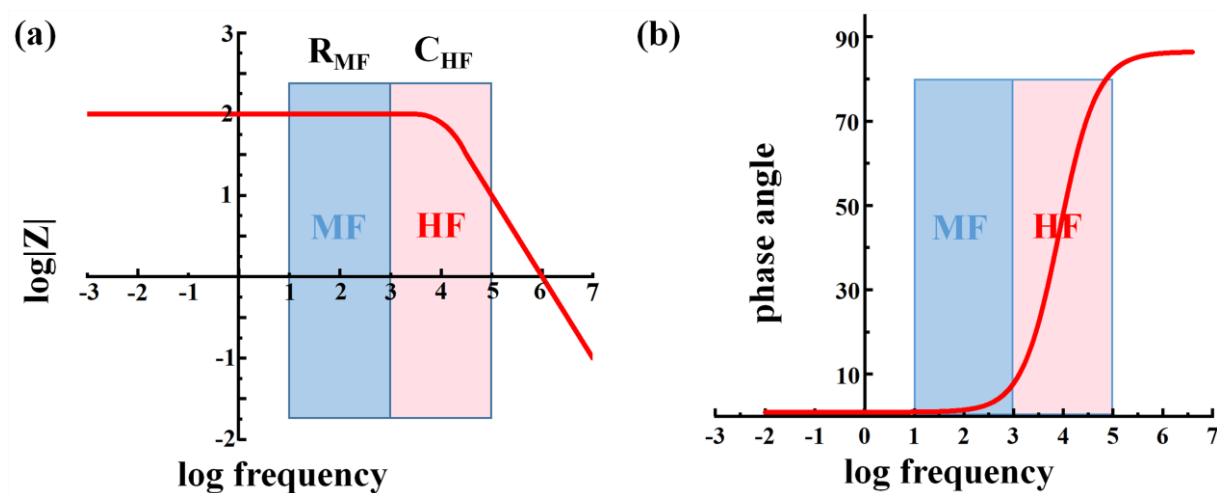 (a)
3
R_MF C_HF
2
1
log|Z|
MF HF
-3 -2 -1 1 2 3 4 5 6 7
-1
-2
log frequency
(b)
90
70
phase angle
50
MF HF
30
10
-3 -2 -1 0 1 2 3 4 5 6 7
log frequency